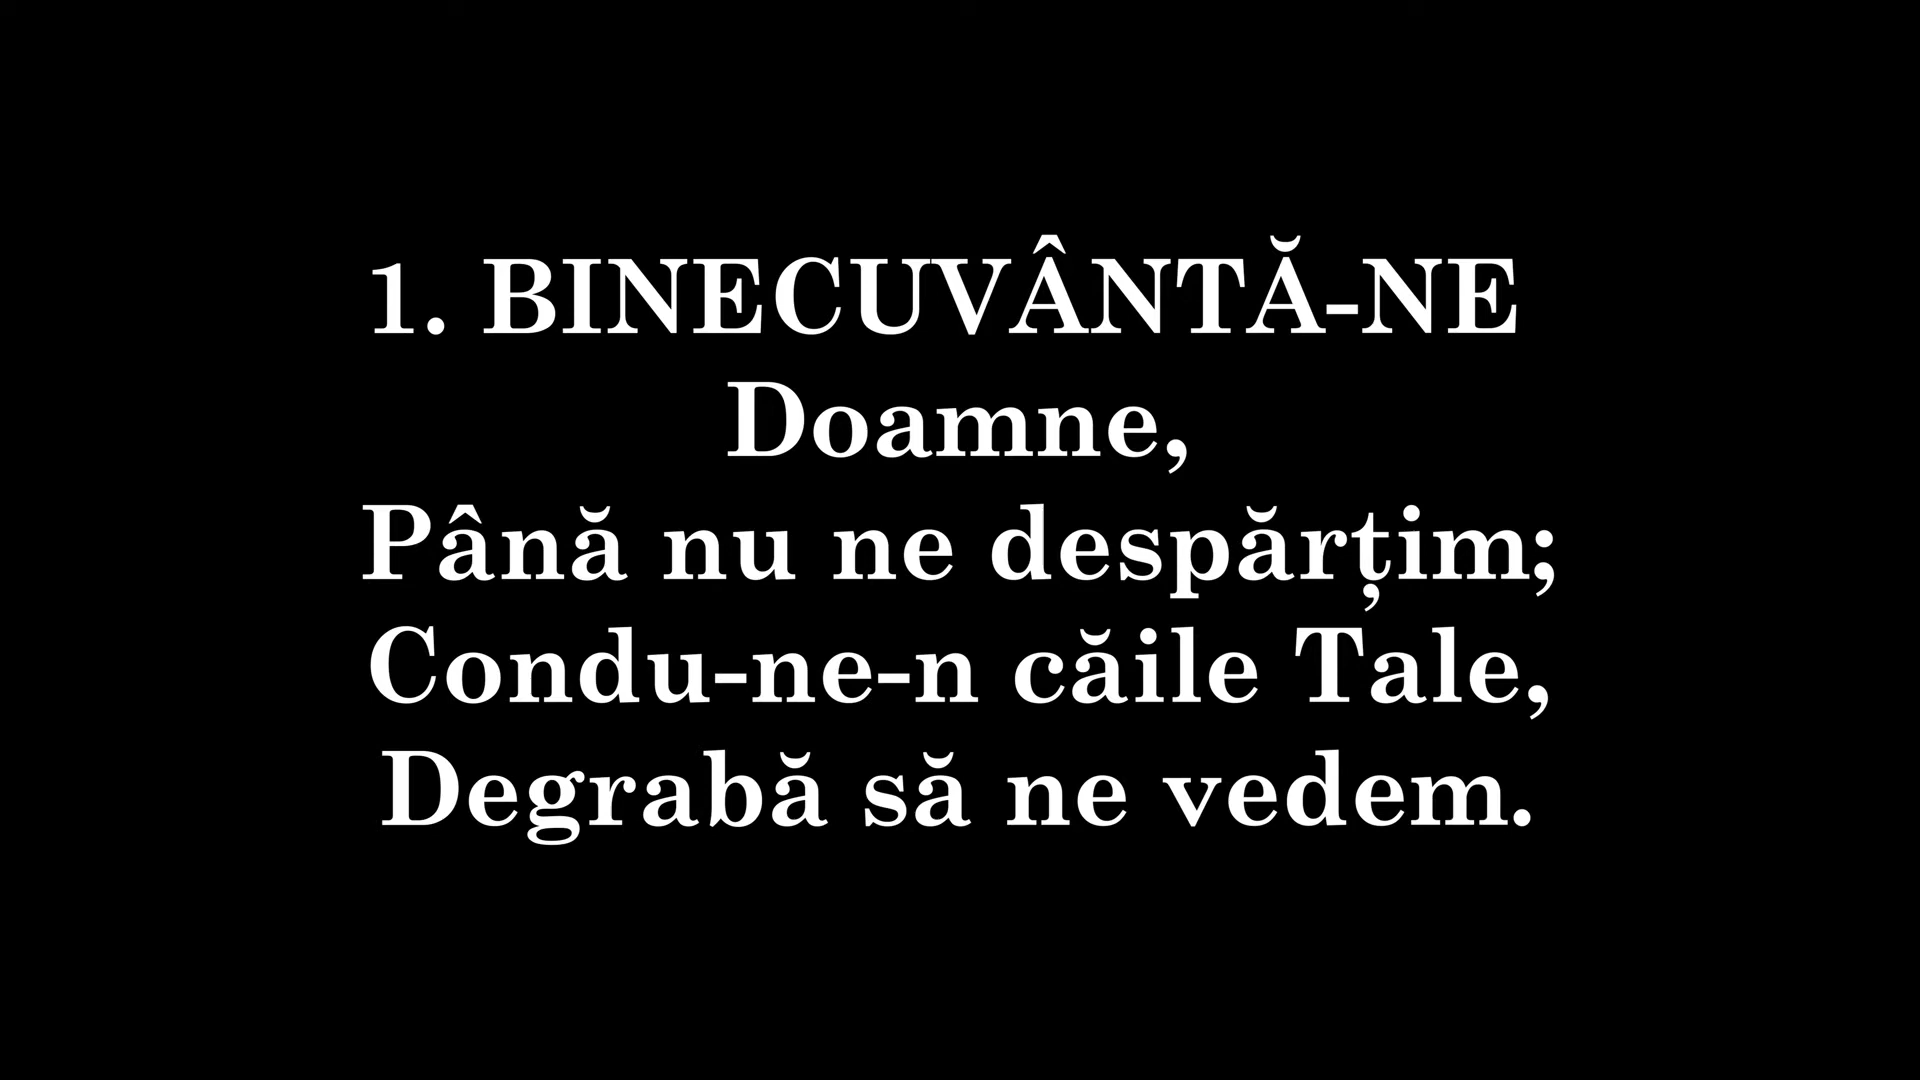 1. BINECUVÂNTĂ-NE
Doamne,
Până nu ne despărțim;
Condu-ne-n căile Tale,
Degrabă să ne vedem.